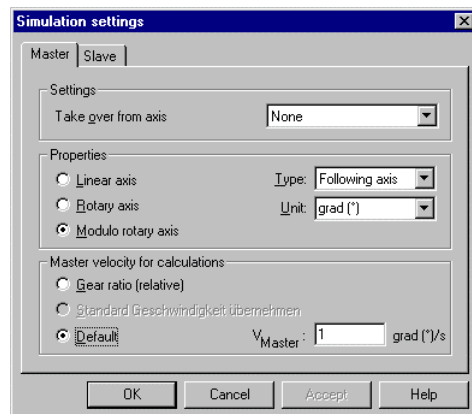 Simulation settings
Master Slave
Settings
Take over from axis None
Properties
Linear axis Type: Following axis
Rotary axis Unit: grad (°)
Modulo rotary axis
Master velocity for calculations
Gear ratio (relative)
Standard Geschwindigkeit übernehmen
Default VMaster: 1 grad (°)/s
OK Cancel Accept Help